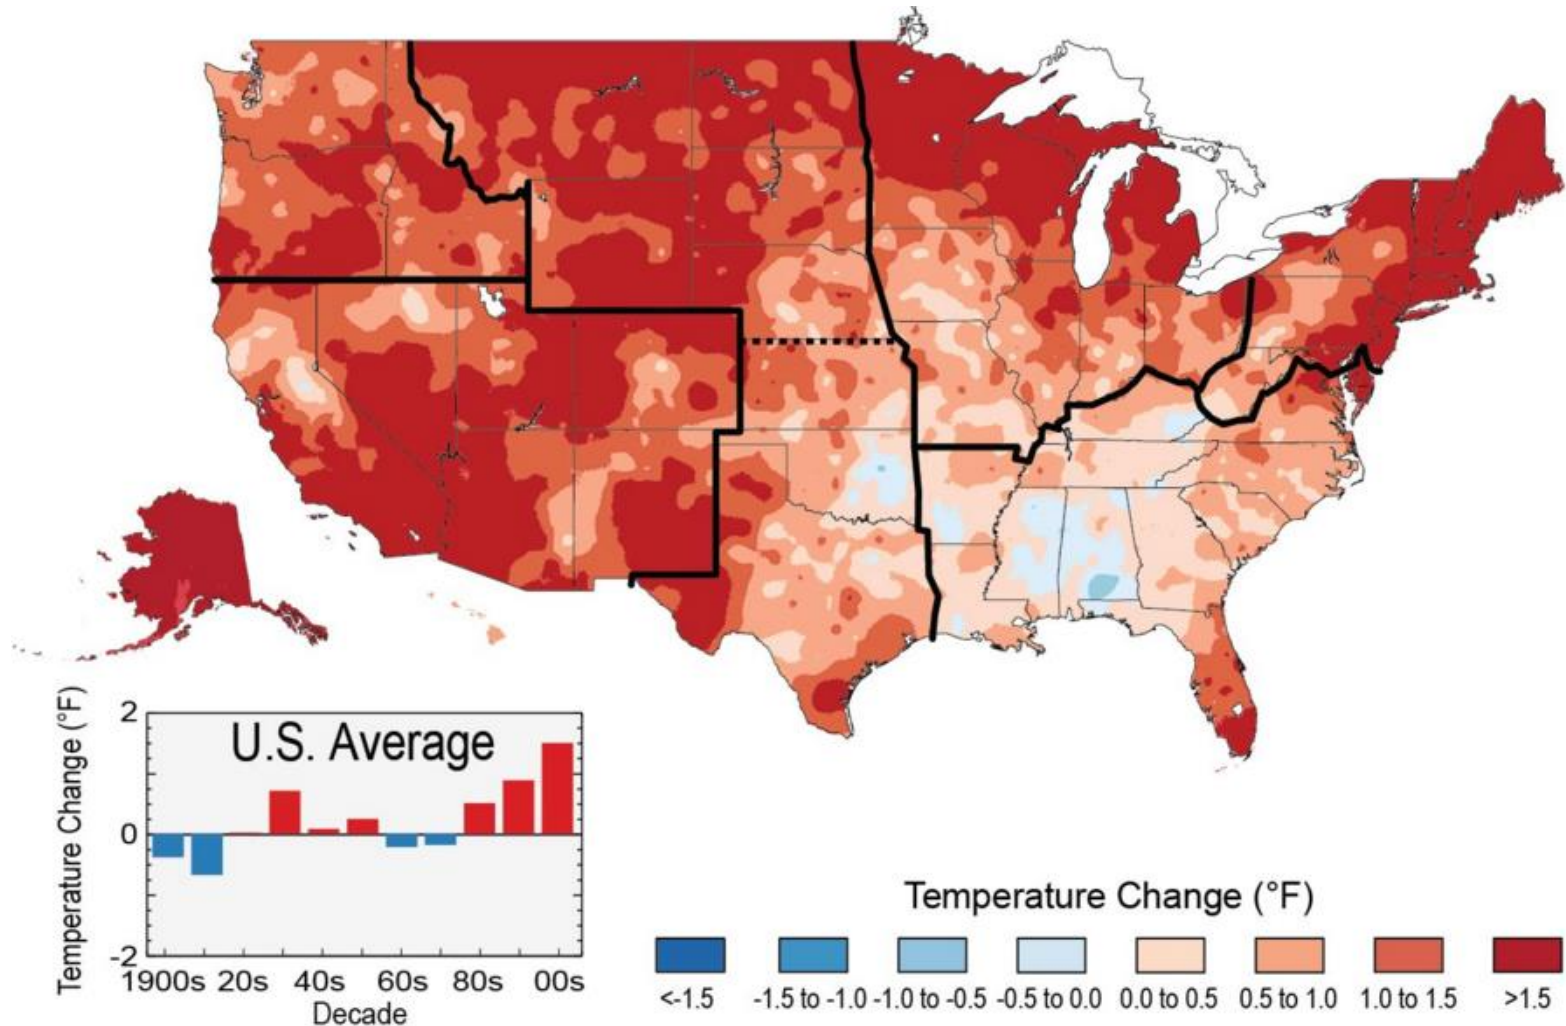 U.S. Average
Temperature Change (°F)
2
0
-2
1900s 20s 40s 60s 80s 00s
Decade
Temperature Change (°F)
<-1.5 -1.5 to -1.0 -1.0 to -0.5 -0.5 to 0.0 0.0 to 0.5 0.5 to 1.0 1.0 to 1.5 >1.5